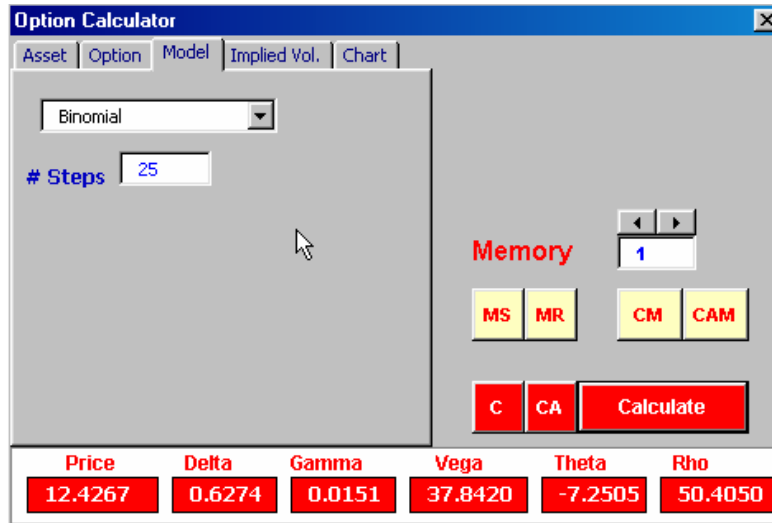 Option Calculator
Asset Option Model Implied Vol. Chart
Binomial
# Steps 25
Memory 1
MS MR CM CAM
C CA Calculate
Price Delta Gamma Vega Theta Rho
12.4267 0.6274 0.0151 37.8420 -7.2505 50.4050